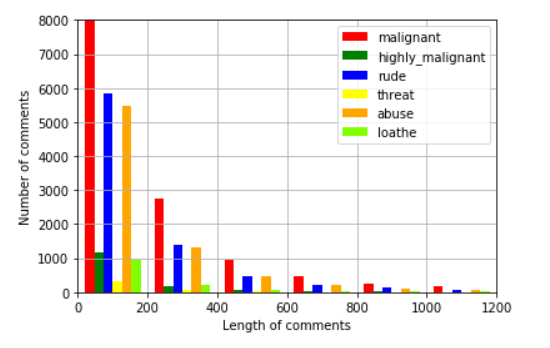 8000
7000
6000
5000
4000
3000
2000
1000
0
Number of comments
malignant
highly_malignant
rude
threat
abuse
loathe
0 200 400 600 800 1000 1200
Length of comments